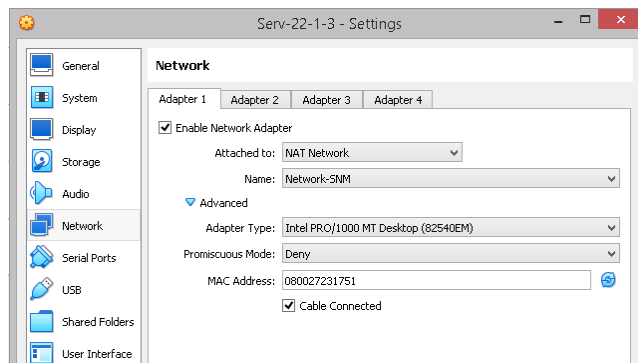 Serv-22-1-3 - Settings
General
System
Display
Storage
Audio
Network
Serial Ports
USB
Shared Folders
User Interface
Network
Adapter 1 Adapter 2 Adapter 3 Adapter 4
Enable Network Adapter
Attached to: NAT Network
Name: Network-SNM
Advanced
Adapter Type: Intel PRO/1000 MT Desktop (82540EM)
Promiscuous Mode: Deny
MAC Address: 080027231751
Cable Connected